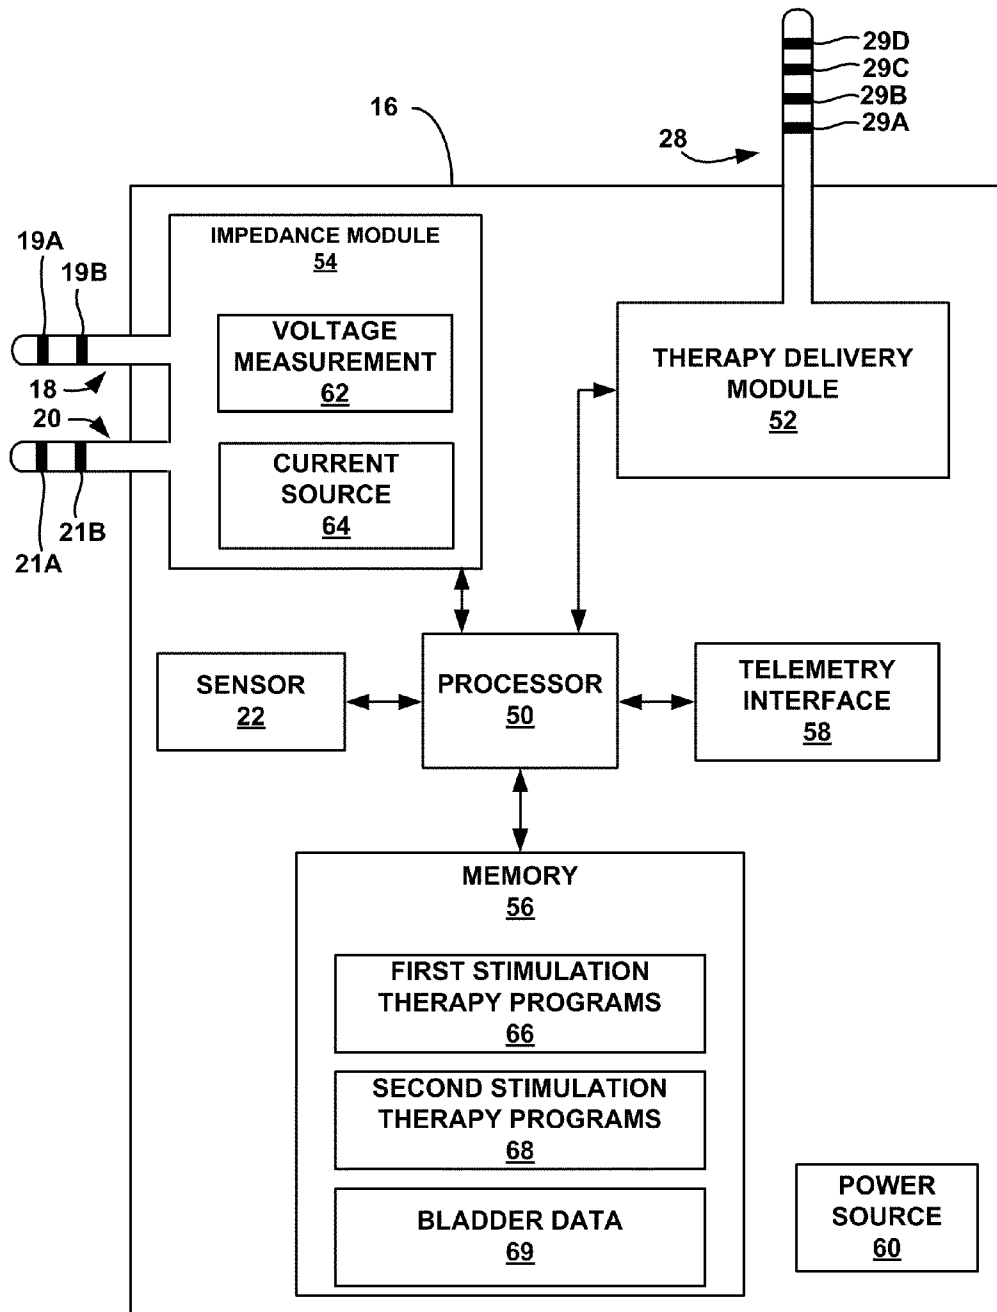 29D
29C
29B
29A
16
28
19A
19B
IMPEDANCE MODULE
54
VOLTAGE
MEASUREMENT
62
THERAPY DELIVERY
MODULE
52
18
20
CURRENT
SOURCE
64
21B
21A
SENSOR
22
PROCESSOR
50
TELEMETRY
INTERFACE
58
MEMORY
56
FIRST STIMULATION
THERAPY PROGRAMS
66
SECOND STIMULATION
THERAPY PROGRAMS
68
BLADDER DATA
69
POWER
SOURCE
60